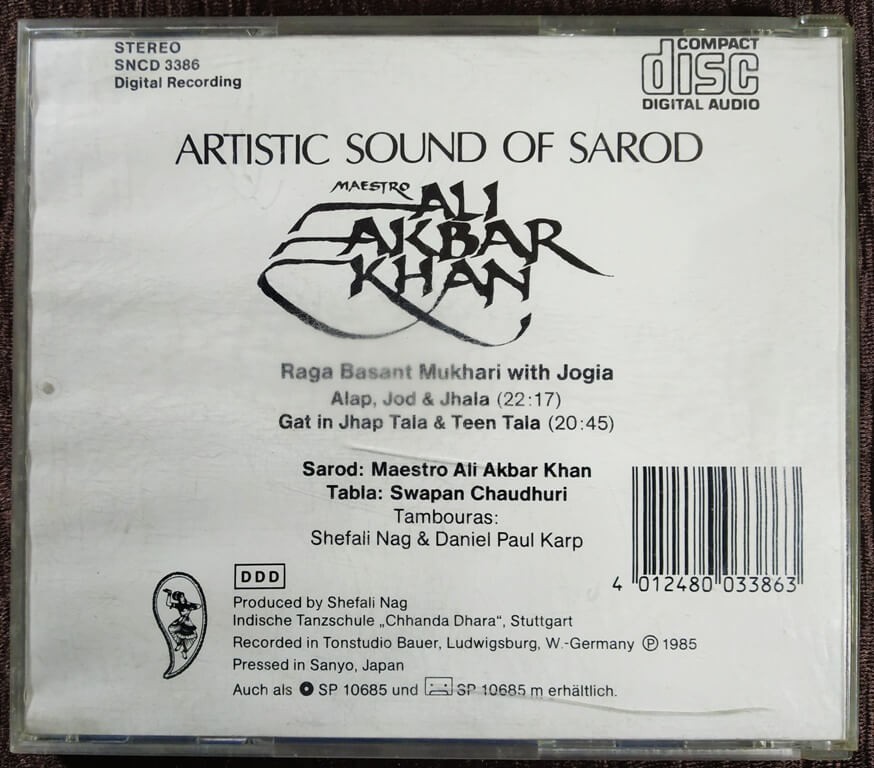 STEREO
SNCD 3386
Digital Recording
COMPACT
disc
DIGITAL AUDIO
ARTISTIC SOUND OF SAROD
MAESTRO
ALI
AKBAR
KHAN
Raga Basant Mukhari with Jogia
Alap, Jod & Jhala (22:17)
Gat in Jhap Tala & Teen Tala (20:45)
Sarod: Maestro Ali Akbar Khan
Tabla: Swapan Chaudhuri
Tambouras:
Shefali Nag & Daniel Paul Karp
4 012480 033863
DDD
Produced by Shefali Nag
Indische Tanzschule „Chhanda Dhara“, Stuttgart
Recorded in Tonstudio Bauer, Ludwigsburg, W.-Germany Ⓟ 1985
Pressed in Sanyo, Japan
Auch als SP 10685 und SP 10685 m erhältlich.